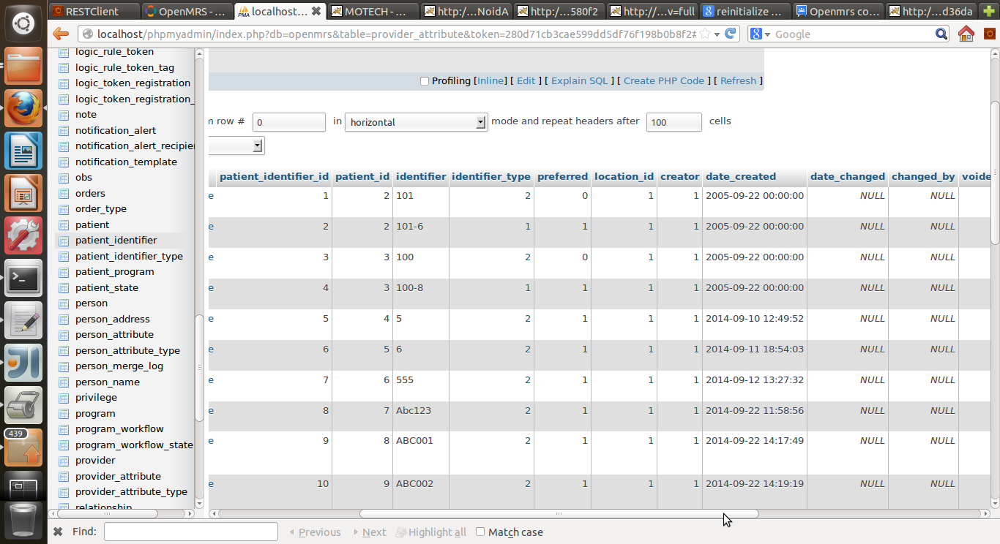 RESTClient
OpenMRS - ...
localhost...
MOTECH - ...
http:/...NoidA
http:/...580f2
http://...v=full
reinitialize ...
Openmrs co...
http:/...d36da
localhost/phpmyadmin/index.php?db=openmrs&table=provider_attribute&token=280d71cb3cae599dd5df76f198b0b8f2#
Google
logic_rule_token
logic_rule_token_tag
logic_token_registration
logic_token_registration_
note
notification_alert
notification_alert_recipie
notification_template
obs
orders
order_type
patient
patient_identifier
patient_identifier_type
patient_program
patient_state
person
person_address
person_attribute
person_attribute_type
person_merge_log
person_name
privilege
program
program_workflow
program_workflow_state
provider
provider_attribute
provider_attribute_type
relationship
Profiling [Inline] [ Edit ] [ Explain SQL ] [ Create PHP Code ] [ Refresh ]
m row # 0 in horizontal mode and repeat headers after 100 cells
patient_identifier_id patient_id identifier identifier_type preferred location_id creator date_created date_changed changed_by voide
e 1 2 101 2 0 1 1 2005-09-22 00:00:00 NULL NULL
e 2 2 101-6 1 1 1 1 2005-09-22 00:00:00 NULL NULL
e 3 3 100 2 0 1 1 2005-09-22 00:00:00 NULL NULL
e 4 3 100-8 1 1 1 1 2005-09-22 00:00:00 NULL NULL
e 5 4 5 2 1 1 1 2014-09-10 12:49:52 NULL NULL
e 6 5 6 2 1 1 1 2014-09-11 18:54:03 NULL NULL
e 7 6 555 2 1 1 1 2014-09-12 13:27:32 NULL NULL
e 8 7 Abc123 2 1 1 1 2014-09-22 11:58:56 NULL NULL
e 9 8 ABC001 2 1 1 1 2014-09-22 14:17:49 NULL NULL
e 10 9 ABC002 2 1 1 1 2014-09-22 14:19:19 NULL NULL
439
Find: Previous Next Highlight all Match case